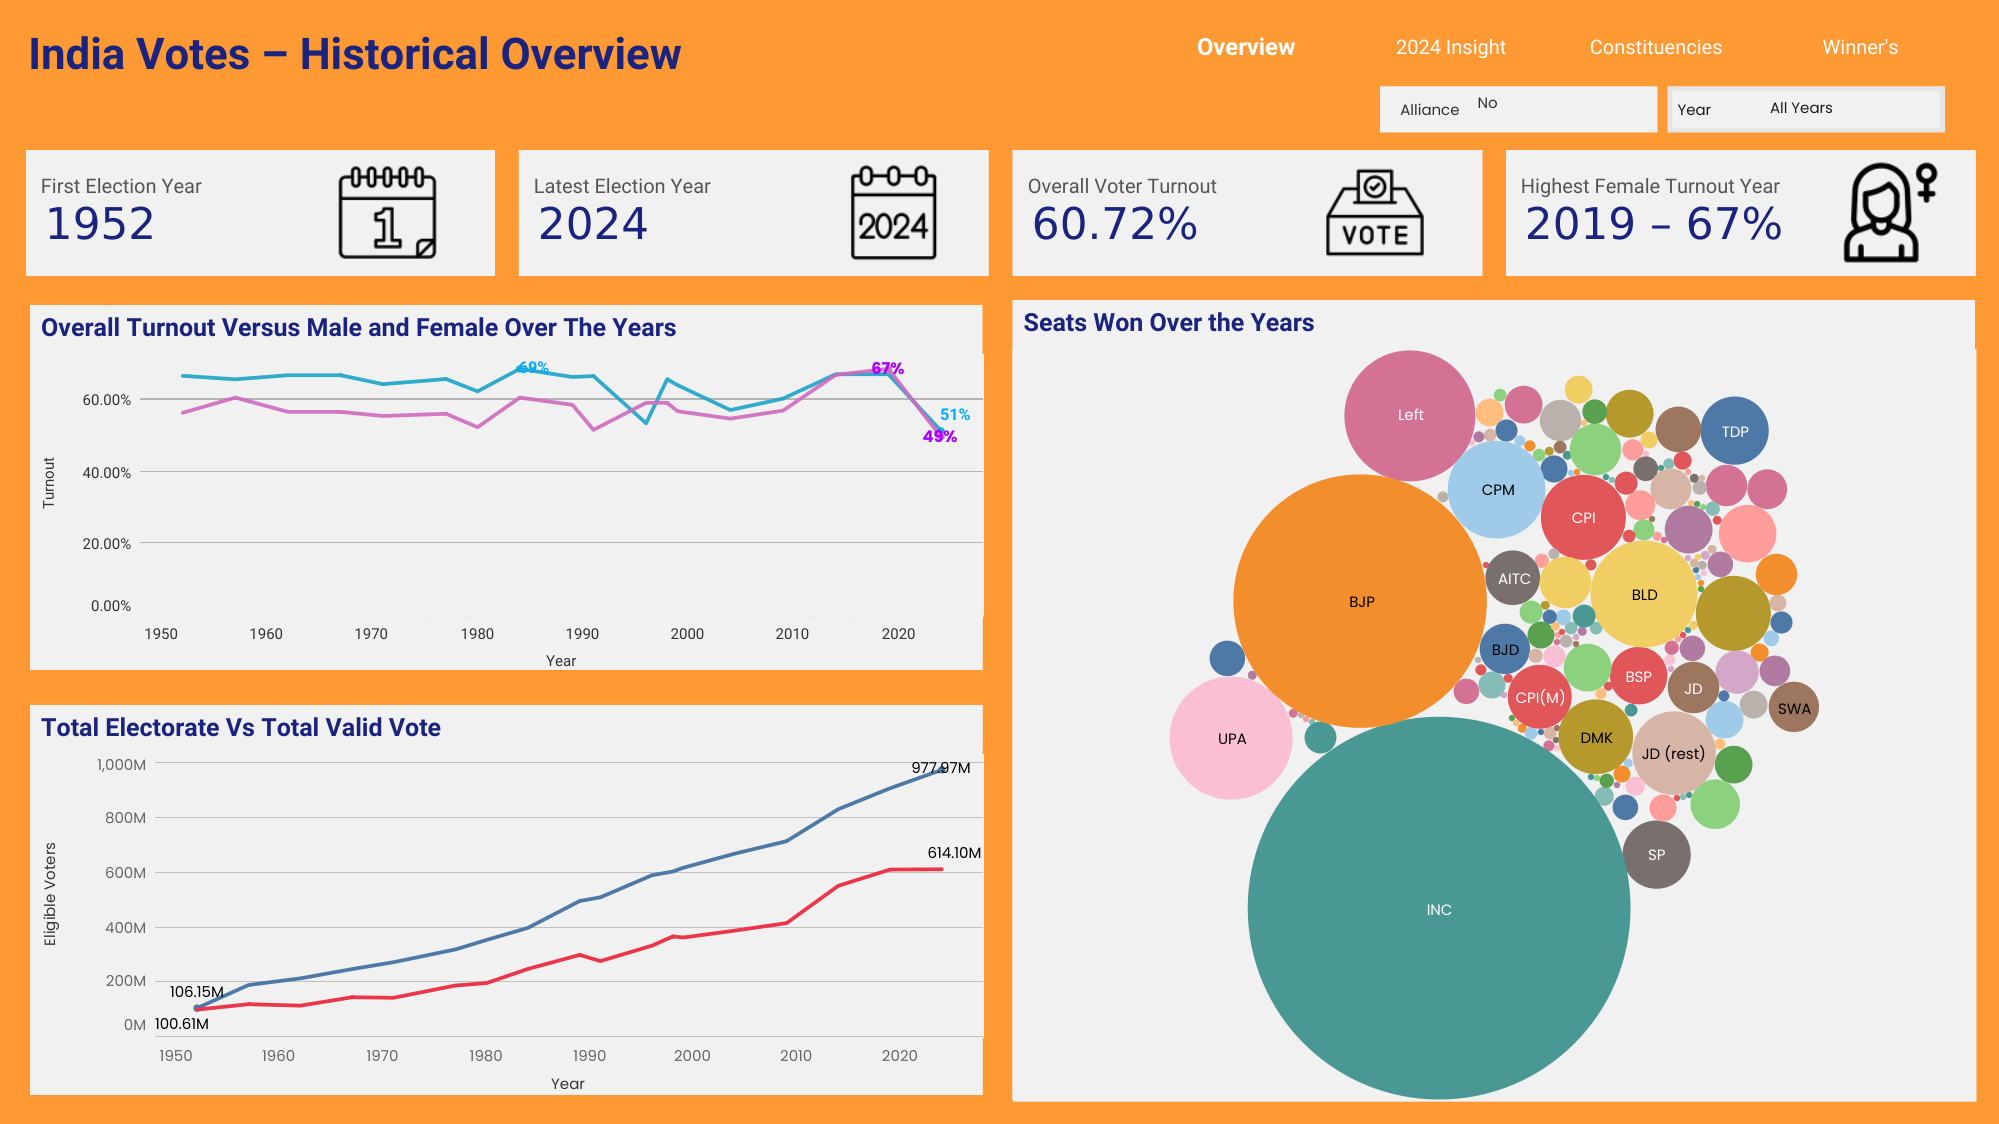 India Votes – Historical Overview
Overview
2024 Insight
Constituencies
Winner's
Alliance
No
Year
All Years
First Election Year
1952
1
Latest Election Year
2024
2024
Overall Voter Turnout
60.72%
VOTE
Highest Female Turnout Year
2019 – 67%
Overall Turnout Versus Male and Female Over The Years
69%
67%
51%
49%
60.00%
40.00%
20.00%
0.00%
Turnout
1950
1960
1970
1980
1990
2000
2010
2020
Year
Total Electorate Vs Total Valid Vote
1,000M
800M
600M
400M
200M
0M
Eligible Voters
977.97M
614.10M
106.15M
100.61M
1950
1960
1970
1980
1990
2000
2010
2020
Year
Seats Won Over the Years
Left
TDP
CPM
CPI
AITC
BLD
BJP
BJD
BSP
JD
CPI(M)
SWA
UPA
DMK
JD (rest)
SP
INC